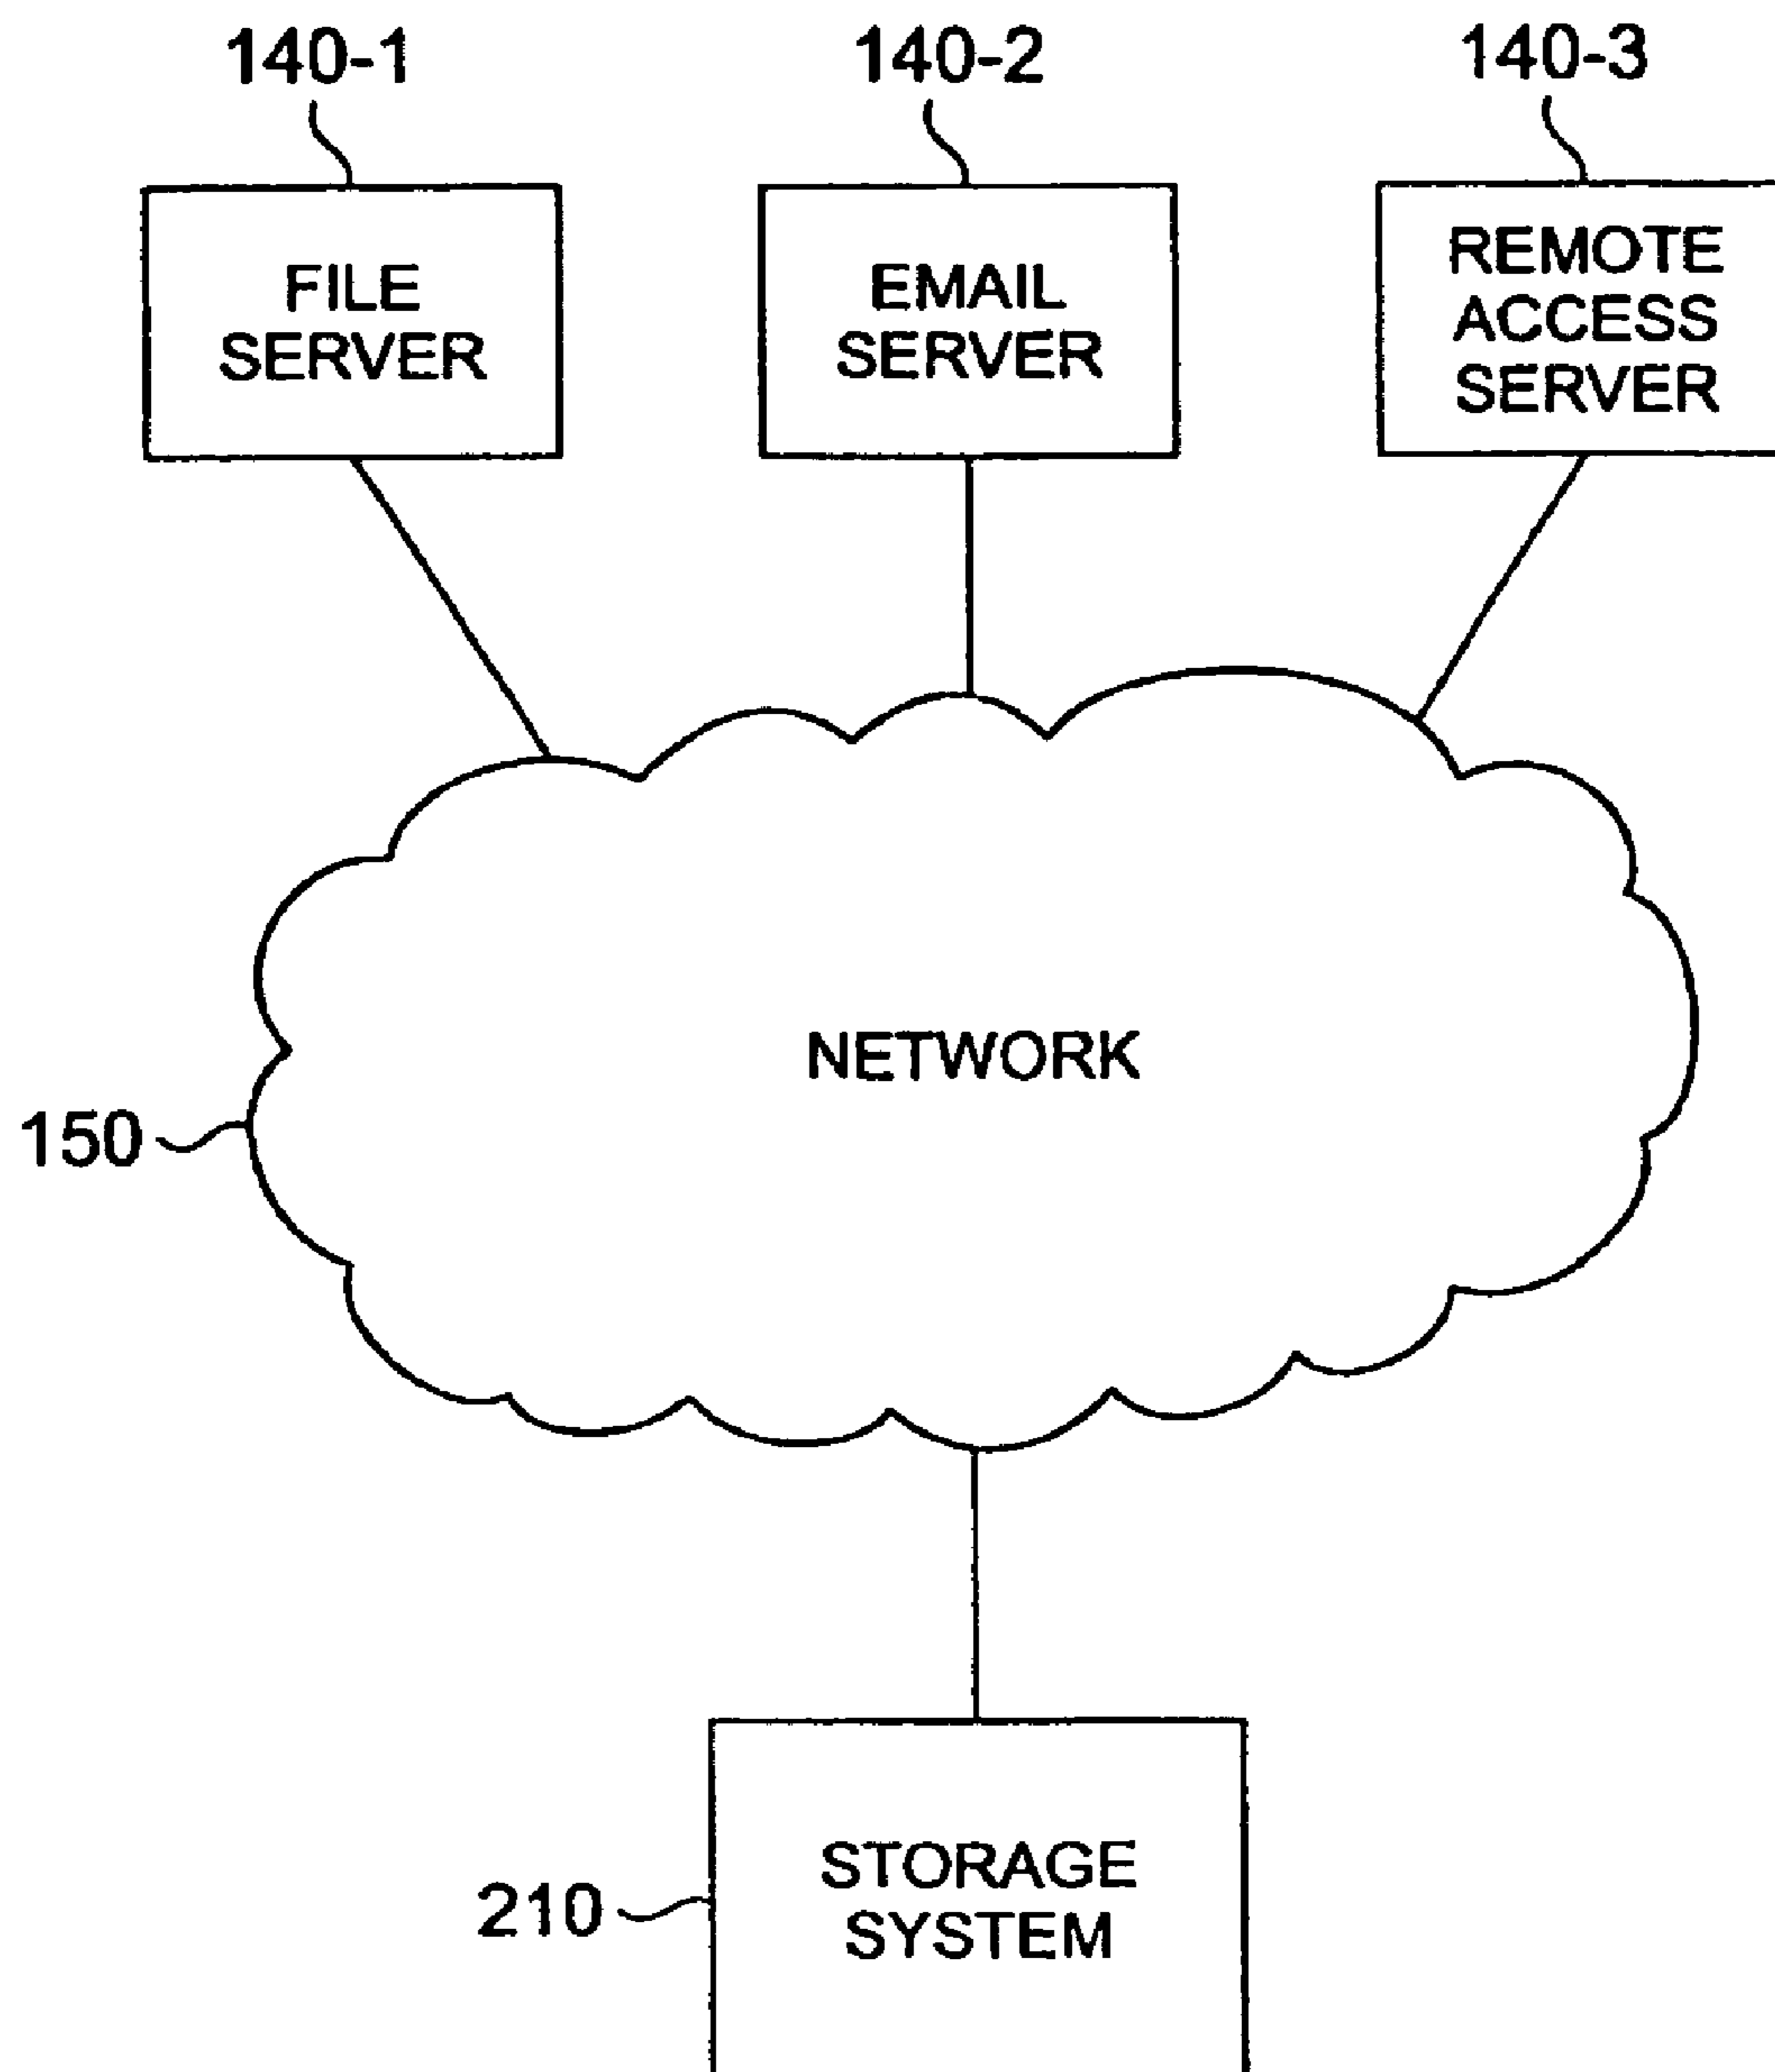 140-1
140-2
140-3
FILE
SERVER
EMAIL
SERVER
REMOTE
ACCESS
SERVER
NETWORK
150
210
STORAGE
SYSTEM